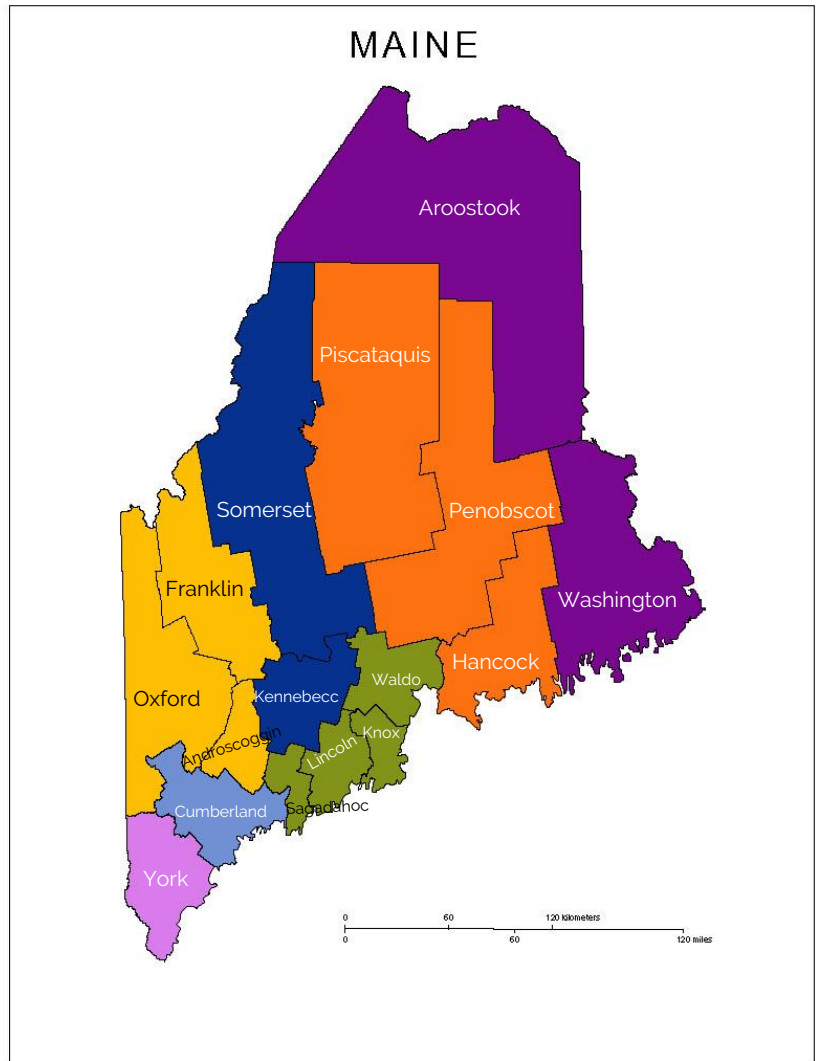 MAINE
Aroostook
Piscataquis
Somerset
Penobscot
Franklin
Washington
Hancock
Waldo
Oxford
Kennebecc
Knox
Lincoln
Androscoggin
Sagadahoc
Cumberland
York
0 60 120 kilometers
0 60 120 miles